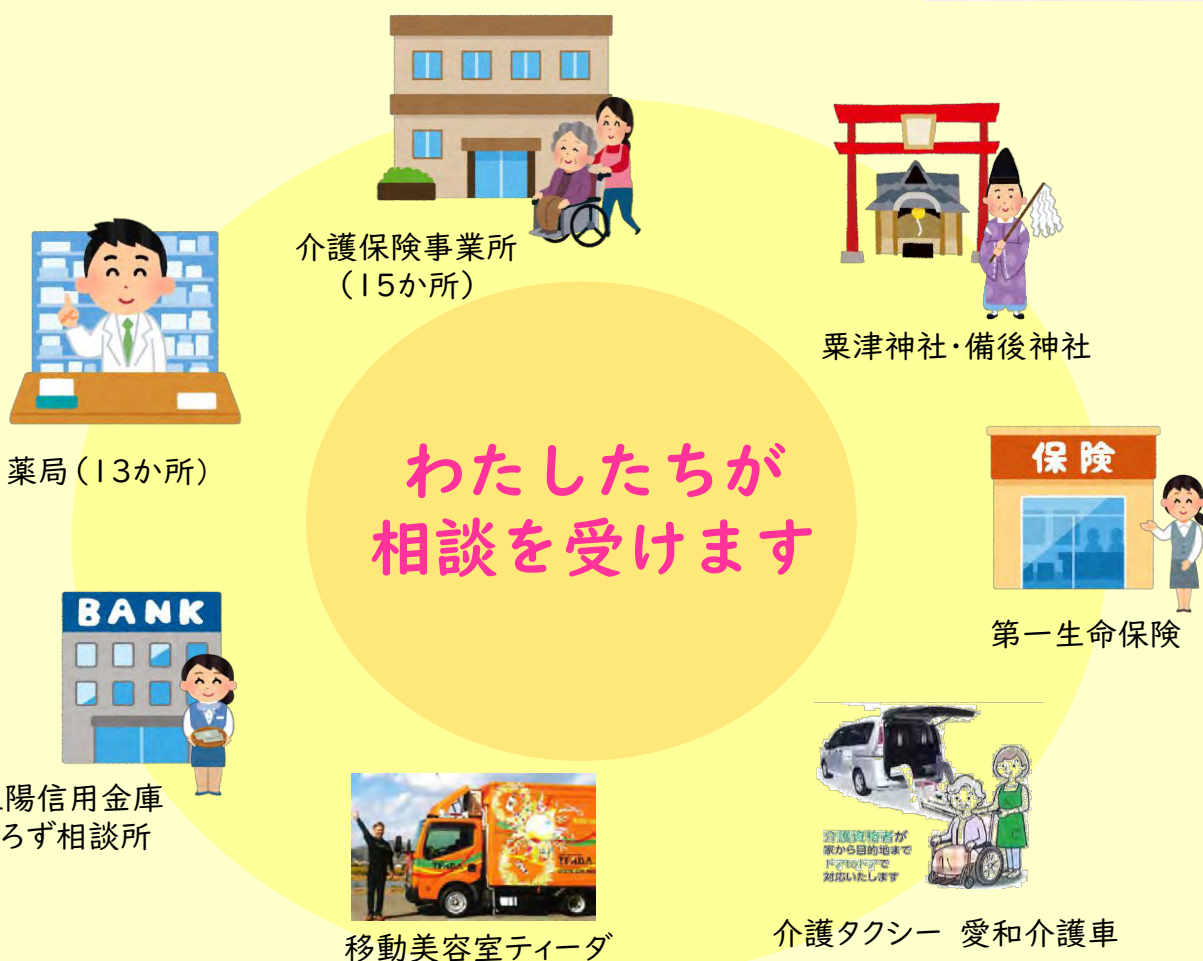 介護保険事業所
(15か所)
粟津神社・備後神社
薬局(13か所)
わたしたちが
相談を受けます
保険
第一生命保険
BANK
陽信用金庫
ろず相談所
TEADA
移動美容室ティーダ
介護資格者が
家から目的地まで
ドアtoドアで
対応いたします
介護タクシー 愛和介護車